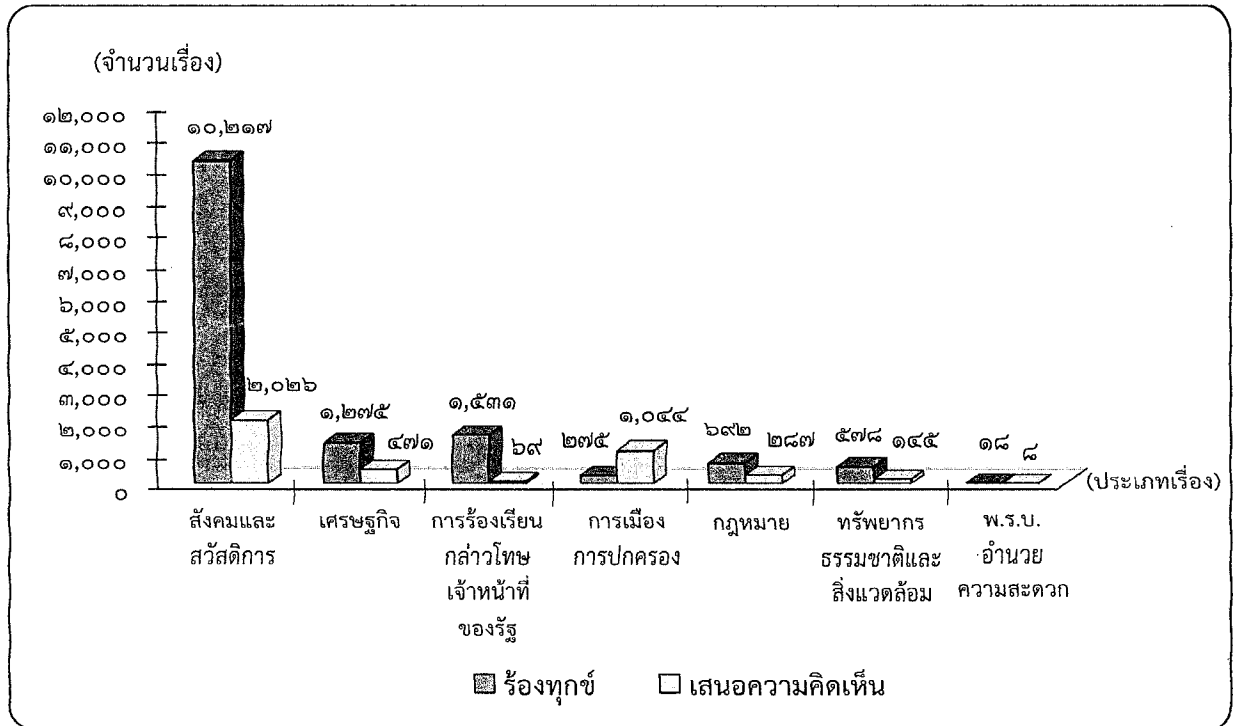 (จำนวนเรื่อง)
๑๒,๐๐๐
๑๑,๐๐๐
๑๐,๐๐๐
๙,๐๐๐
๘,๐๐๐
๗,๐๐๐
๖,๐๐๐
๕,๐๐๐
๔,๐๐๐
๓,๐๐๐
๒,๐๐๐
๑,๐๐๐
๐
๑๐,๒๑๗
๒,๐๒๖
๑,๒๗๕
๔๗๑
๑,๕๓๑
๖๙
๒๗๕
๑,๐๔๔
๖๙๒
๒๘๗
๕๗๘
๑๔๕
๑๘
๘
(ประเภทเรื่อง)
สังคมและ
สวัสดิการ
เศรษฐกิจ
การร้องเรียน
กล่าวโทษ
เจ้าหน้าที่
ของรัฐ
การเมือง
การปกครอง
กฎหมาย
ทรัพยากร
ธรรมชาติและ
สิ่งแวดล้อม
พ.ร.บ.
อำนวย
ความสะดวก
ร้องทุกข์
เสนอความคิดเห็น